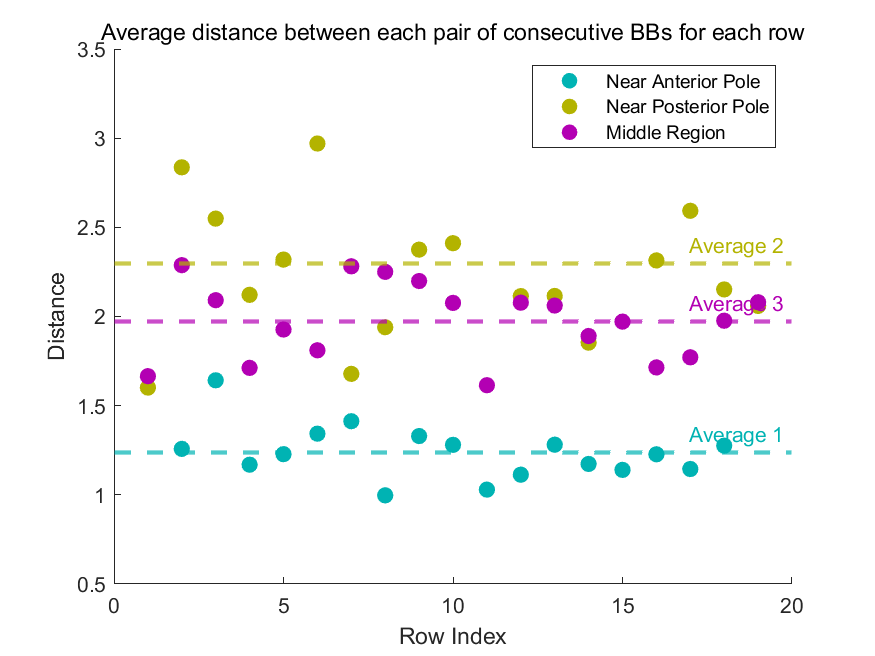 Average distance between each pair of consecutive BBs for each row
3.5
3
2.5
2
1.5
1
0.5
Distance
Near Anterior Pole
Near Posterior Pole
Middle Region
Average 2
Average 3
Average 1
0
5
10
15
20
Row Index